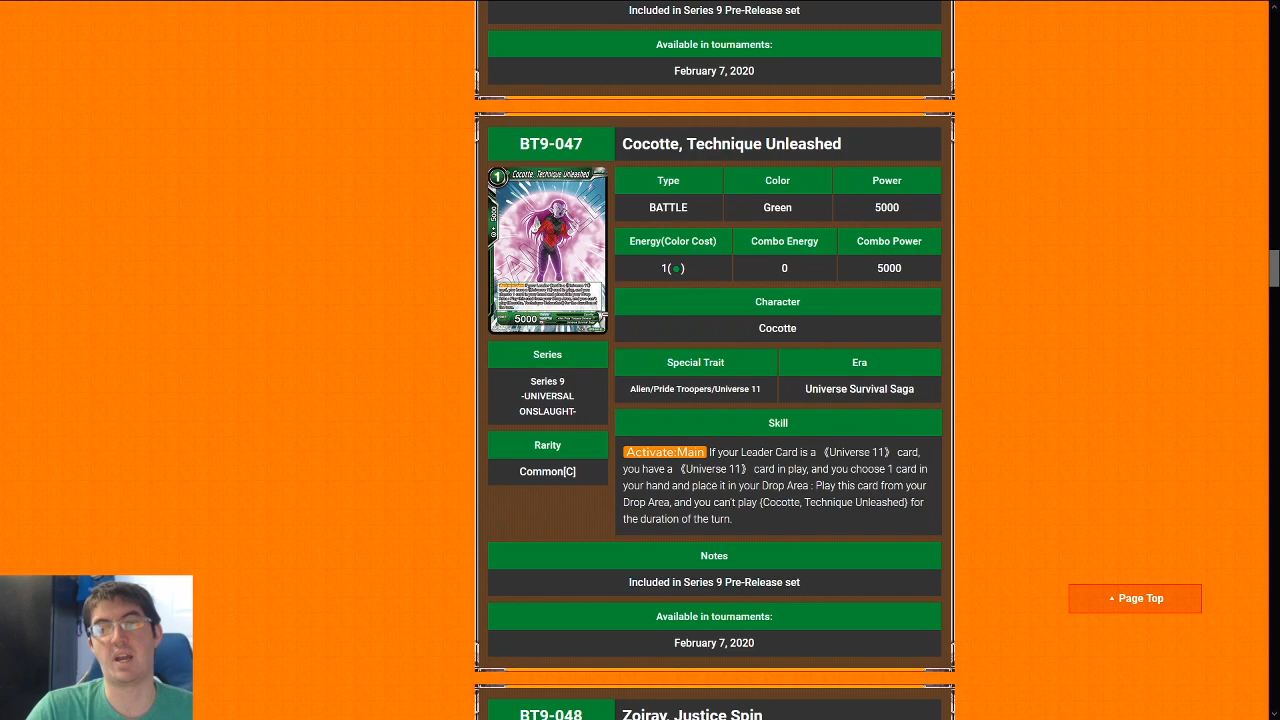 Included in Series 9 Pre-Release set
Available in tournaments:
February 7, 2020
BT9-047
Cocotte, Technique Unleashed
1
Cocotte, Technique Unleashed
5000
Type
Color
Power
BATTLE
Green
5000
Energy(Color Cost)
Combo Energy
Combo Power
1( )
0
5000
Character
Cocotte
Special Trait
Era
Alien/Pride Troopers/Universe 11
Universe Survival Saga
Series
Series 9
-UNIVERSAL
ONSLAUGHT-
Rarity
Common[C]
Skill
Activate:Main If your Leader Card is a 《Universe 11》 card,
you have a 《Universe 11》 card in play, and you choose 1 card in
your hand and place it in your Drop Area : Play this card from your
Drop Area, and you can't play {Cocotte, Technique Unleashed} for
the duration of the turn.
Notes
Included in Series 9 Pre-Release set
Available in tournaments:
February 7, 2020
Page Top
BT9-048
Zoiray, Justice Spin